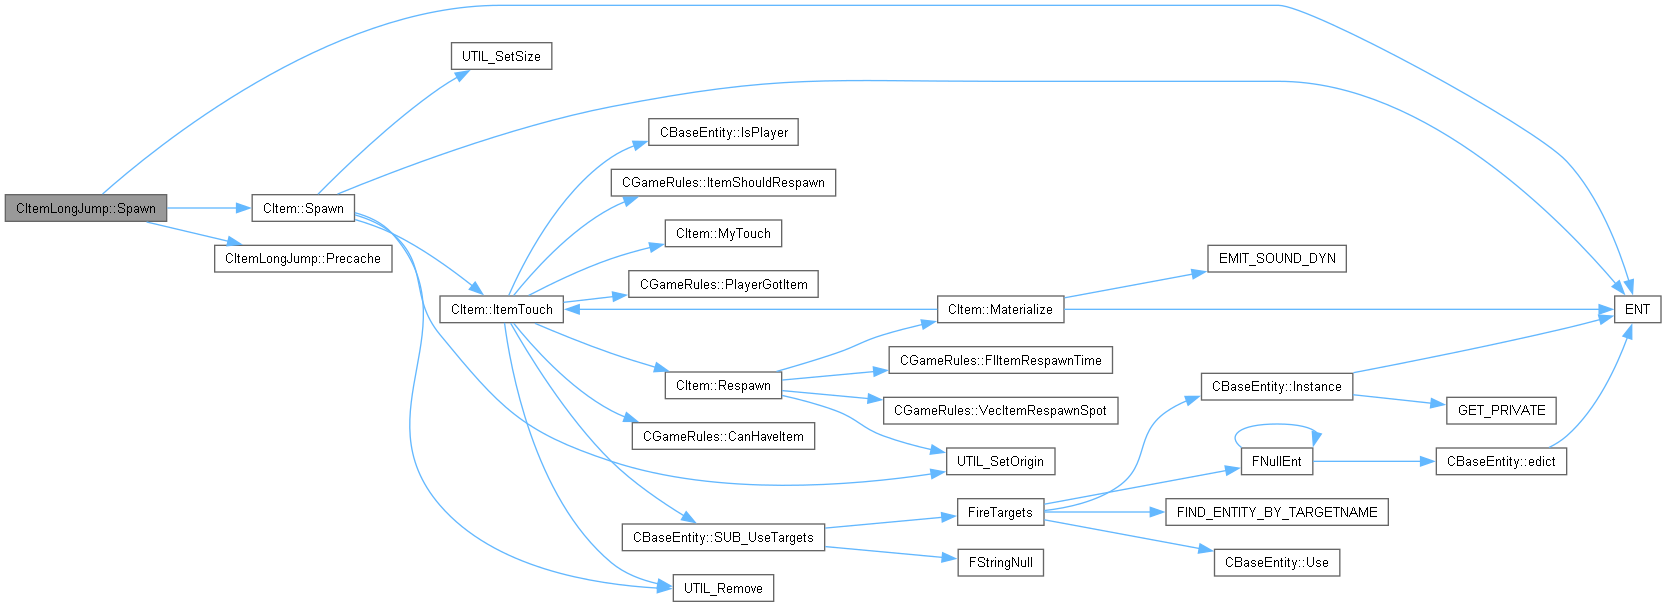 UTIL_SetSize
CBaseEntity::IsPlayer
CGameRules::ItemShouldRespawn
CItemLongJump::Spawn
CItem::Spawn
CItem::MyTouch
CItemLongJump::Precache
EMIT_SOUND_DYN
CGameRules::PlayerGotItem
CItem::ItemTouch
CItem::Materialize
ENT
CGameRules::FlItemRespawnTime
CItem::Respawn
CBaseEntity::Instance
CGameRules::VecItemRespawnSpot
GET_PRIVATE
CGameRules::CanHaveItem
UTIL_SetOrigin
FNullEnt
CBaseEntity::edict
FireTargets
FIND_ENTITY_BY_TARGETNAME
CBaseEntity::SUB_UseTargets
FStringNull
CBaseEntity::Use
UTIL_Remove